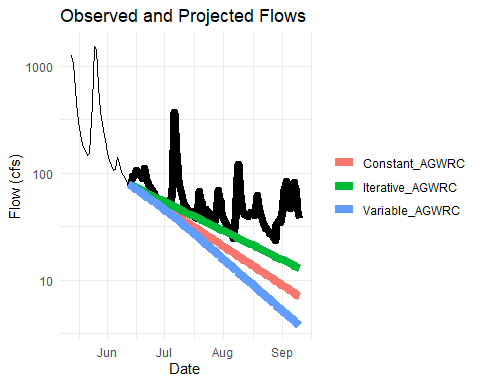 Observed and Projected Flows
Flow (cfs)
1000
100
10
Jun Jul Aug Sep
Date
Constant_AGWRC
Iterative_AGWRC
Variable_AGWRC